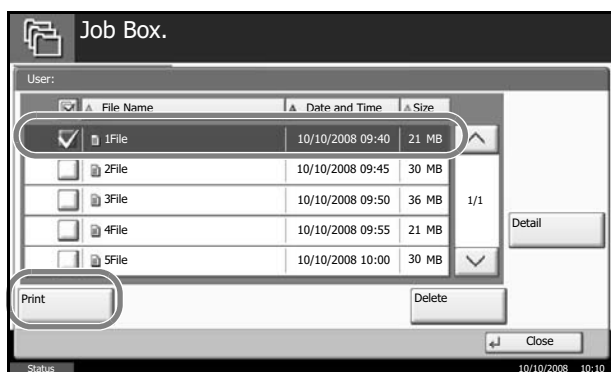 Job Box.
User:
File Name Date and Time Size
1File 10/10/2008 09:40 21 MB
2File 10/10/2008 09:45 30 MB
3File 10/10/2008 09:50 36 MB
1/1
4File 10/10/2008 09:55 21 MB
Detail
5File 10/10/2008 10:00 30 MB
Print Delete
Close
Status 10/10/2008 10:10